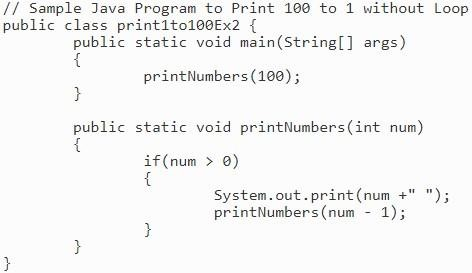 // Sample Java Program to Print 100 to 1 without Loop
public class print1to100Ex2 {
        public static void main(String[] args)
        {
                printNumbers(100);
        }

        public static void printNumbers(int num)
        {
                if(num > 0)
                {
                        System.out.print(num +" ");
                        printNumbers(num - 1);
                }
        }
}